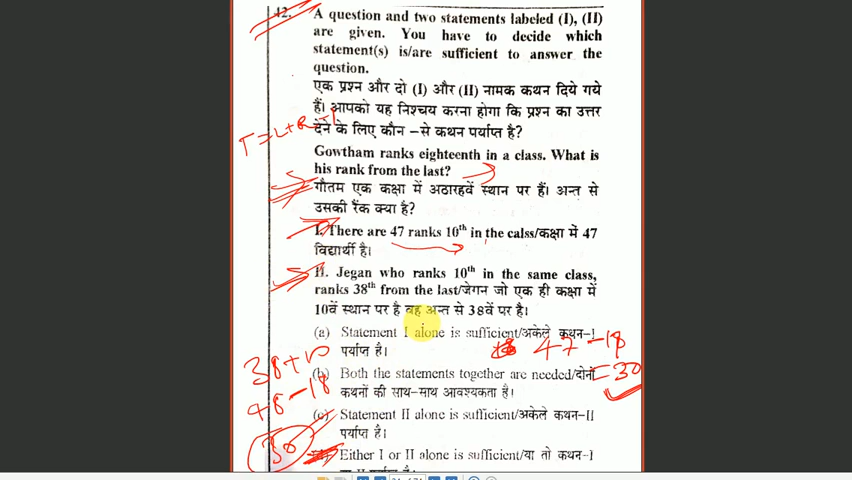 12. A question and two statements labeled (I), (II)
are given. You have to decide which
statement(s) is/are sufficient to answer the
question.
एक प्रश्न और दो (I) और (II) नामक कथन दिये गये
हैं। आपको यह निश्चय करना होगा कि प्रश्न का उत्तर
देने के लिए कौन –से कथन पर्याप्त है?
T=L+R-1
Gowtham ranks eighteenth in a class. What is
his rank from the last?
गौतम एक कक्षा में अठारहवें स्थान पर हैं। अन्त से
उसकी रैंक क्या है?
I. There are 47 ranks 10th in the calss/कक्षा में 47
विद्यार्थी है।
II. Jegan who ranks 10th in the same class,
ranks 38th from the last/जेगन जो एक ही कक्षा में
10वें स्थान पर है वह अन्त से 38वें पर है।
(a) Statement I alone is sufficient/अकेले कथन–I
पर्याप्त है।
47-18
=30
38+10
48-18
30
(b) Both the statements together are needed/दोनों
कथनों की साथ-साथ आवश्यकता है।
(c) Statement II alone is sufficient/अकेले कथन–II
पर्याप्त है।
Either I or II alone is sufficient/या तो कथन–I